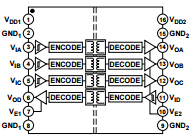 VDD1 1 16 VDD2
GND1 2 15 GND2
VIA 3 ENCODE DECODE 14 VOA
VIB 4 ENCODE DECODE 13 VOB
VIC 5 ENCODE DECODE 12 VOC
VOD 6 DECODE ENCODE 11 VID
VE1 7 10 VE2
GND1 8 9 GND2